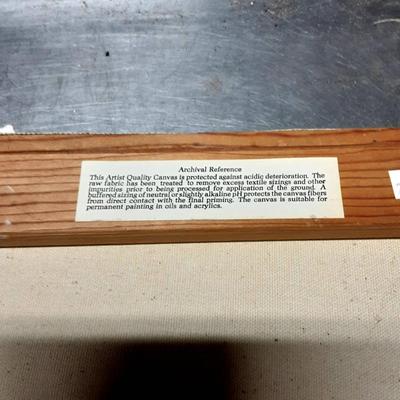 Archival Reference
This Artist Quality Canvas is protected against acidic deterioration. The
raw fabric has been treated to remove excess textile sizings and other
impurities prior to being processed for application of the ground. A
buffered sizing of neutral or slightly alkaline pH protects the canvas fibers
from direct contact with the final priming. The canvas is suitable for
permanent painting in oils and acrylics.